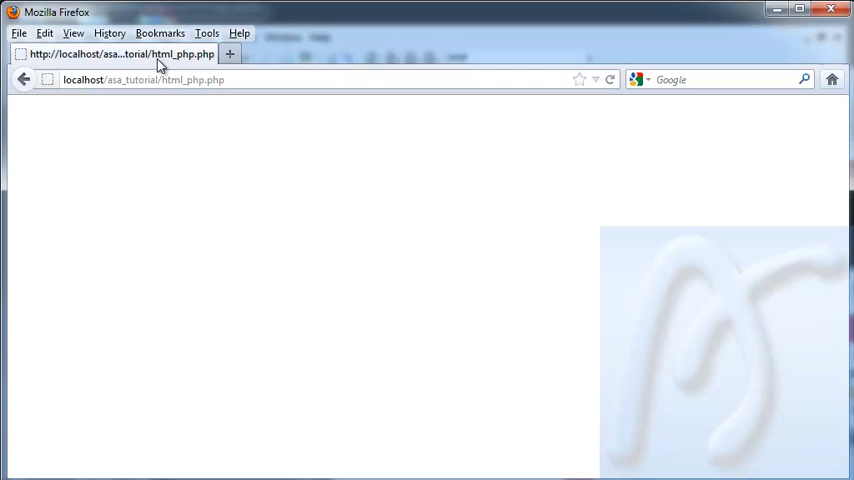 Mozilla Firefox
File Edit View History Bookmarks Tools Help
http://localhost/asa...torial/html_php.php
localhost/asa_tutorial/html_php.php
Google